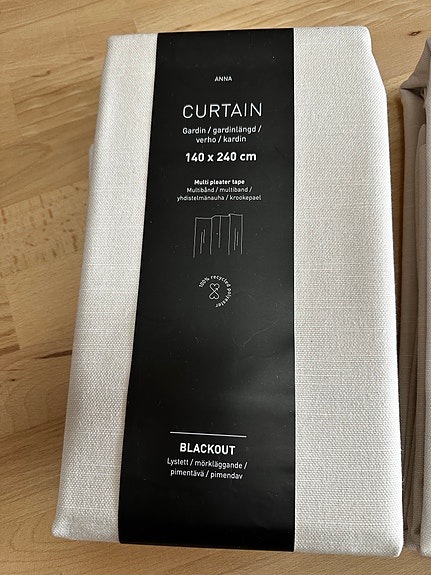 ANNA
CURTAIN
Gardin / gardinlängd /
verho / kardin
140 x 240 cm
Multi pleater tape
Multibånd / multiband /
yhdistelmänauha / krookepael
100% recycled polyester
BLACKOUT
Lystett / mörkläggande /
pimentävä / pimendav